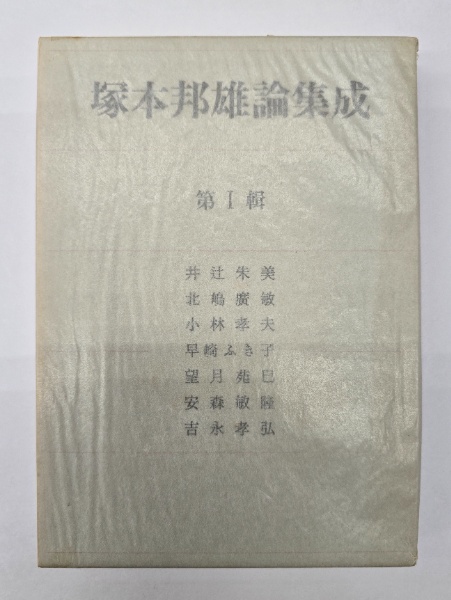 塚本邦雄論集成
第Ⅰ輯
井辻朱美
北嶋廣敏
小林孝夫
早崎ふき子
望月苑巳
安森敏隆
吉永孝弘